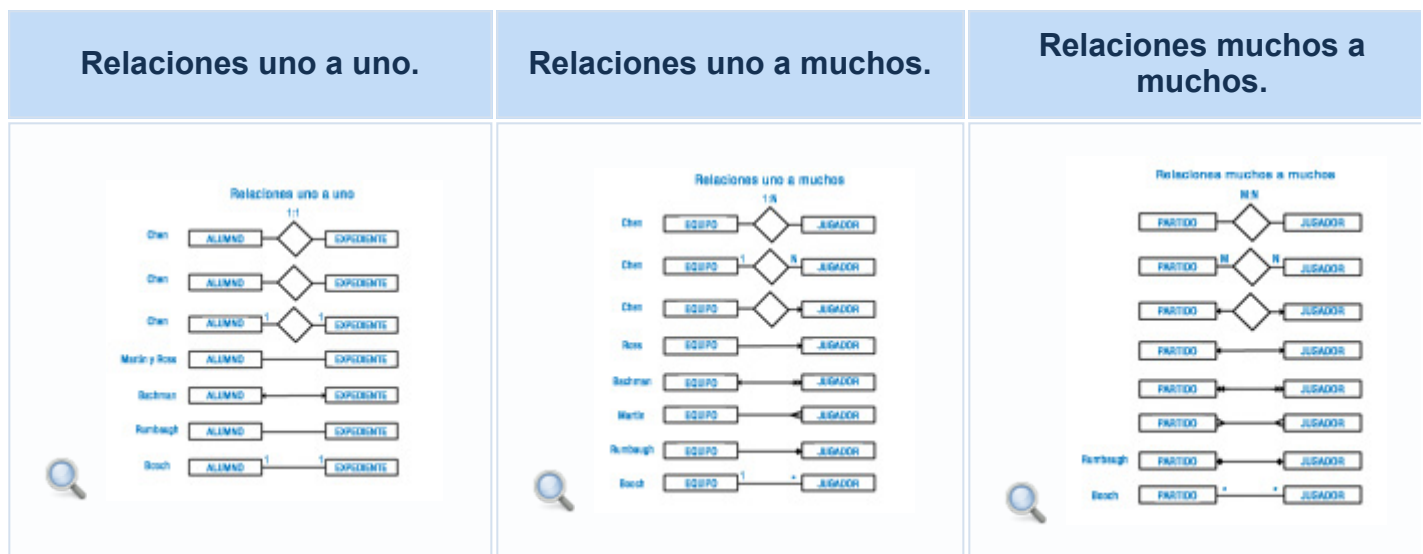 Relaciones uno a uno.
Relaciones uno a muchos.
Relaciones muchos a
muchos.
Relaciones uno a uno
1:1
Chen ALUMNO EXPEDIENTE
Chen ALUMNO EXPEDIENTE
Chen ALUMNO 1 1 EXPEDIENTE
Martin y Ross ALUMNO EXPEDIENTE
Bachman ALUMNO EXPEDIENTE
Rumbaugh ALUMNO EXPEDIENTE
Booch ALUMNO 1 1 EXPEDIENTE
Relaciones uno a muchos
1:N
Chen EQUIPO JUGADOR
Chen EQUIPO 1 N JUGADOR
Chen EQUIPO JUGADOR
Ross EQUIPO JUGADOR
Bachman EQUIPO JUGADOR
Martin EQUIPO JUGADOR
Rumbaugh EQUIPO JUGADOR
Booch EQUIPO 1 * JUGADOR
Relaciones muchos a muchos
M:N
PARTIDO JUGADOR
PARTIDO M N JUGADOR
PARTIDO JUGADOR
PARTIDO JUGADOR
PARTIDO JUGADOR
PARTIDO JUGADOR
Rumbaugh PARTIDO JUGADOR
Booch PARTIDO * * JUGADOR